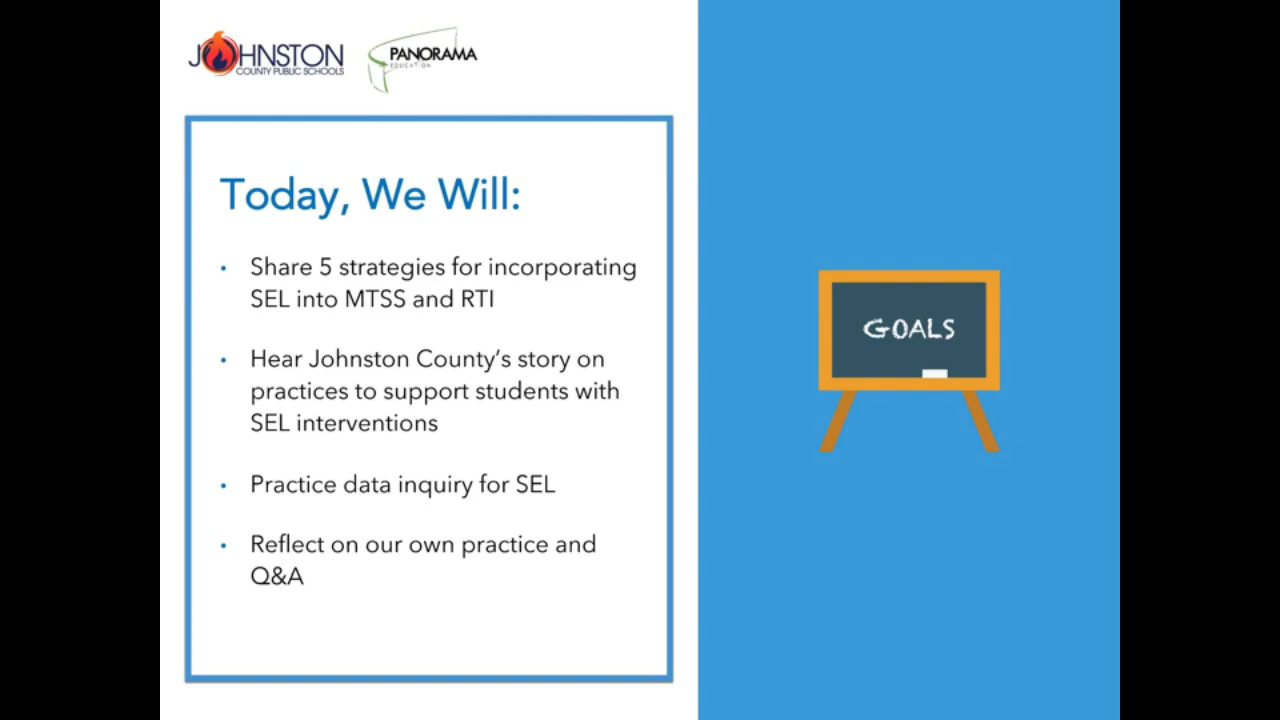 JOHNSTON
COUNTY PUBLIC SCHOOLS
PANORAMA
EDUCATION
Today, We Will:
• Share 5 strategies for incorporating
SEL into MTSS and RTI
• Hear Johnston County’s story on
practices to support students with
SEL interventions
• Practice data inquiry for SEL
• Reflect on our own practice and
Q&A
GOALS